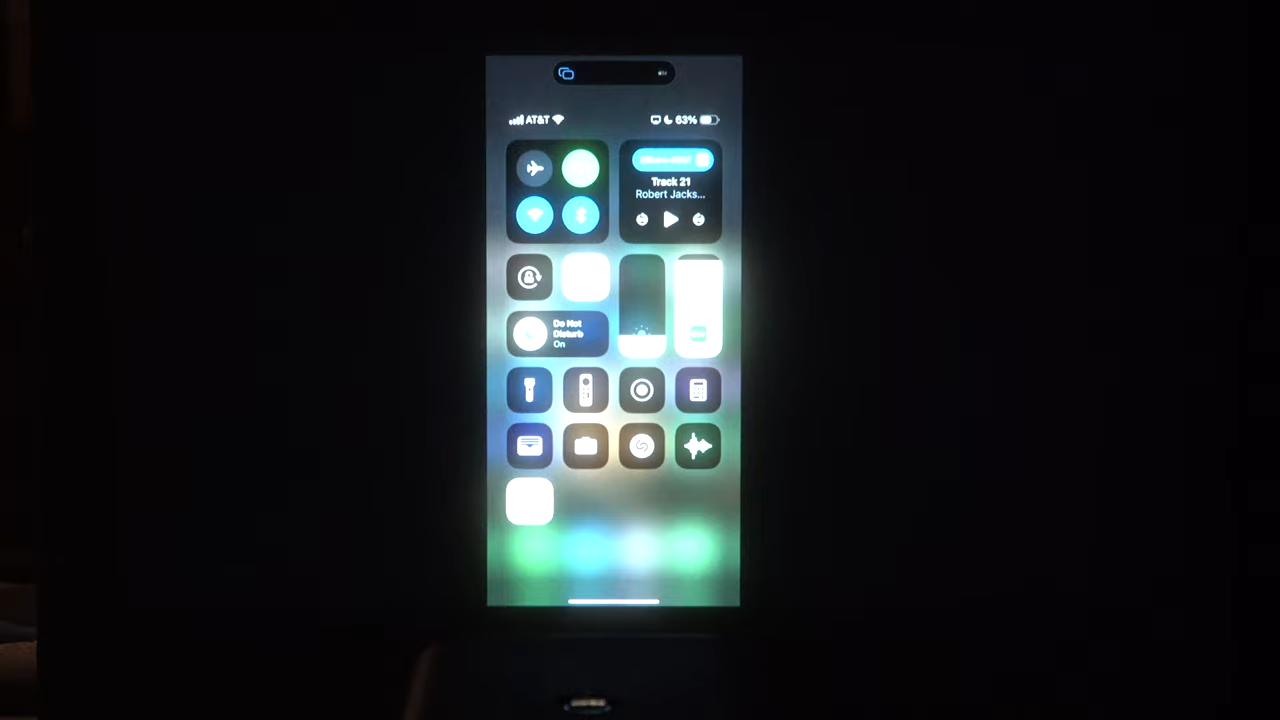 AT&T 63%
Track 21
Robert Jacks...
Do Not
Disturb
On